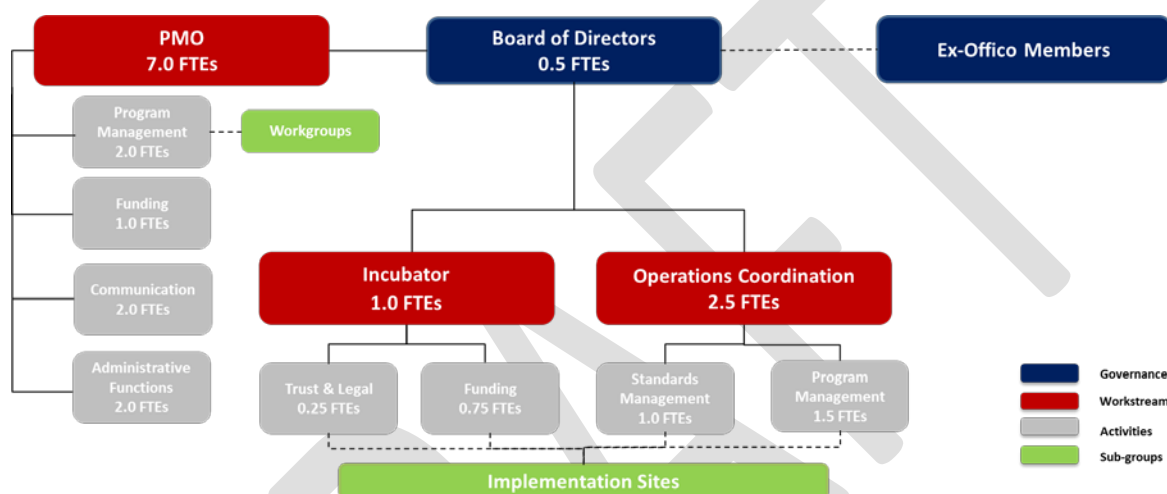 PMO
7.0 FTEs
Board of Directors
0.5 FTEs
Ex-Offico Members
Program
Management
2.0 FTEs
Workgroups
Funding
1.0 FTEs
Communication
2.0 FTEs
Administrative
Functions
2.0 FTEs
Incubator
1.0 FTEs
Operations Coordination
2.5 FTEs
Trust & Legal
0.25 FTEs
Funding
0.75 FTEs
Standards
Management
1.0 FTEs
Program
Management
1.5 FTEs
Implementation Sites
Governance
Workstream
Activities
Sub-groups